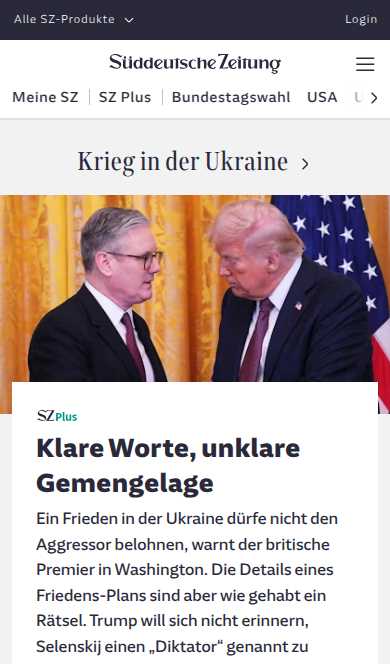 Alle SZ-Produkte
Login
Süddeutsche Zeitung
Meine SZ SZ Plus Bundestagswahl USA
Krieg in der Ukraine
SZ Plus
Klare Worte, unklare
Gemengelage
Ein Frieden in der Ukraine dürfe nicht den
Aggressor belohnen, warnt der britische
Premier in Washington. Die Details eines
Friedens-Plans sind aber wie gehabt ein
Rätsel. Trump will sich nicht erinnern,
Selenskij einen „Diktator“ genannt zu